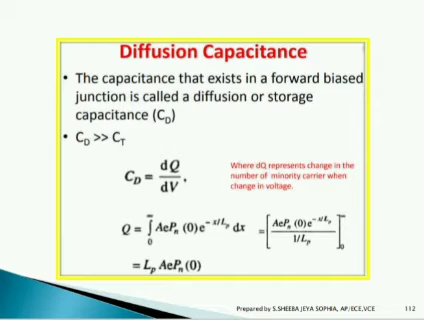 Diffusion Capacitance
• The capacitance that exists in a forward biased
junction is called a diffusion or storage
capacitance (C_D)
• C_D >> C_T
C_D = dQ/dV,
Where dQ represents change in the
number of minority carrier when
change in voltage.
Q = ∫₀^∞ AeP_n (0)e^{-x/L_p} dx = [AeP_n (0)e^{-x/L_p} / 1/L_p]₀^∞
= L_p AeP_n(0)
Prepared by S.SHEEBA JEYA SOPHIA, AP/ECE,VCE 112